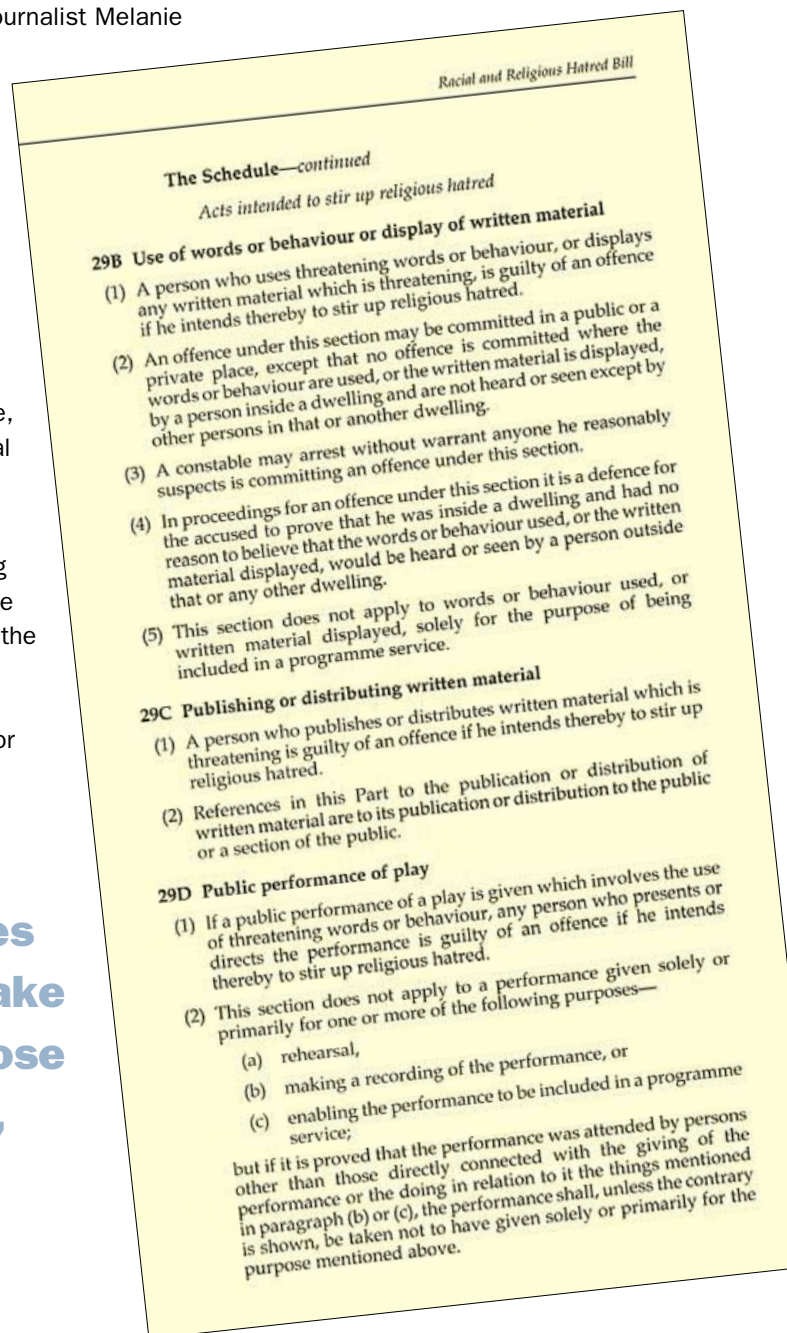 ournalist Melanie
e,
al
g
e
the
or
es
ake
ose
,
Racial and Religious Hatred Bill
The Schedule—continued
Acts intended to stir up religious hatred
29B Use of words or behaviour or display of written material
(1) A person who uses threatening words or behaviour, or displays
any written material which is threatening, is guilty of an offence
if he intends thereby to stir up religious hatred.
(2) An offence under this section may be committed in a public or a
private place, except that no offence is committed where the
words or behaviour are used, or the written material is displayed,
by a person inside a dwelling and are not heard or seen except by
other persons in that or another dwelling.
(3) A constable may arrest without warrant anyone he reasonably
suspects is committing an offence under this section.
(4) In proceedings for an offence under this section it is a defence for
the accused to prove that he was inside a dwelling and had no
reason to believe that the words or behaviour used, or the written
material displayed, would be heard or seen by a person outside
that or any other dwelling.
(5) This section does not apply to words or behaviour used, or
written material displayed, solely for the purpose of being
included in a programme service.
29C Publishing or distributing written material
(1) A person who publishes or distributes written material which is
threatening is guilty of an offence if he intends thereby to stir up
religious hatred.
(2) References in this Part to the publication or distribution of
written material are to its publication or distribution to the public
or a section of the public.
29D Public performance of play
(1) If a public performance of a play is given which involves the use
of threatening words or behaviour, any person who presents or
directs the performance is guilty of an offence if he intends
thereby to stir up religious hatred.
(2) This section does not apply to a performance given solely or
primarily for one or more of the following purposes—
(a) rehearsal,
(b) making a recording of the performance, or
(c) enabling the performance to be included in a programme
service;
but if it is proved that the performance was attended by persons
other than those directly connected with the giving of the
performance or the doing in relation to it the things mentioned
in paragraph (b) or (c), the performance shall, unless the contrary
is shown, be taken not to have given solely or primarily for the
purpose mentioned above.